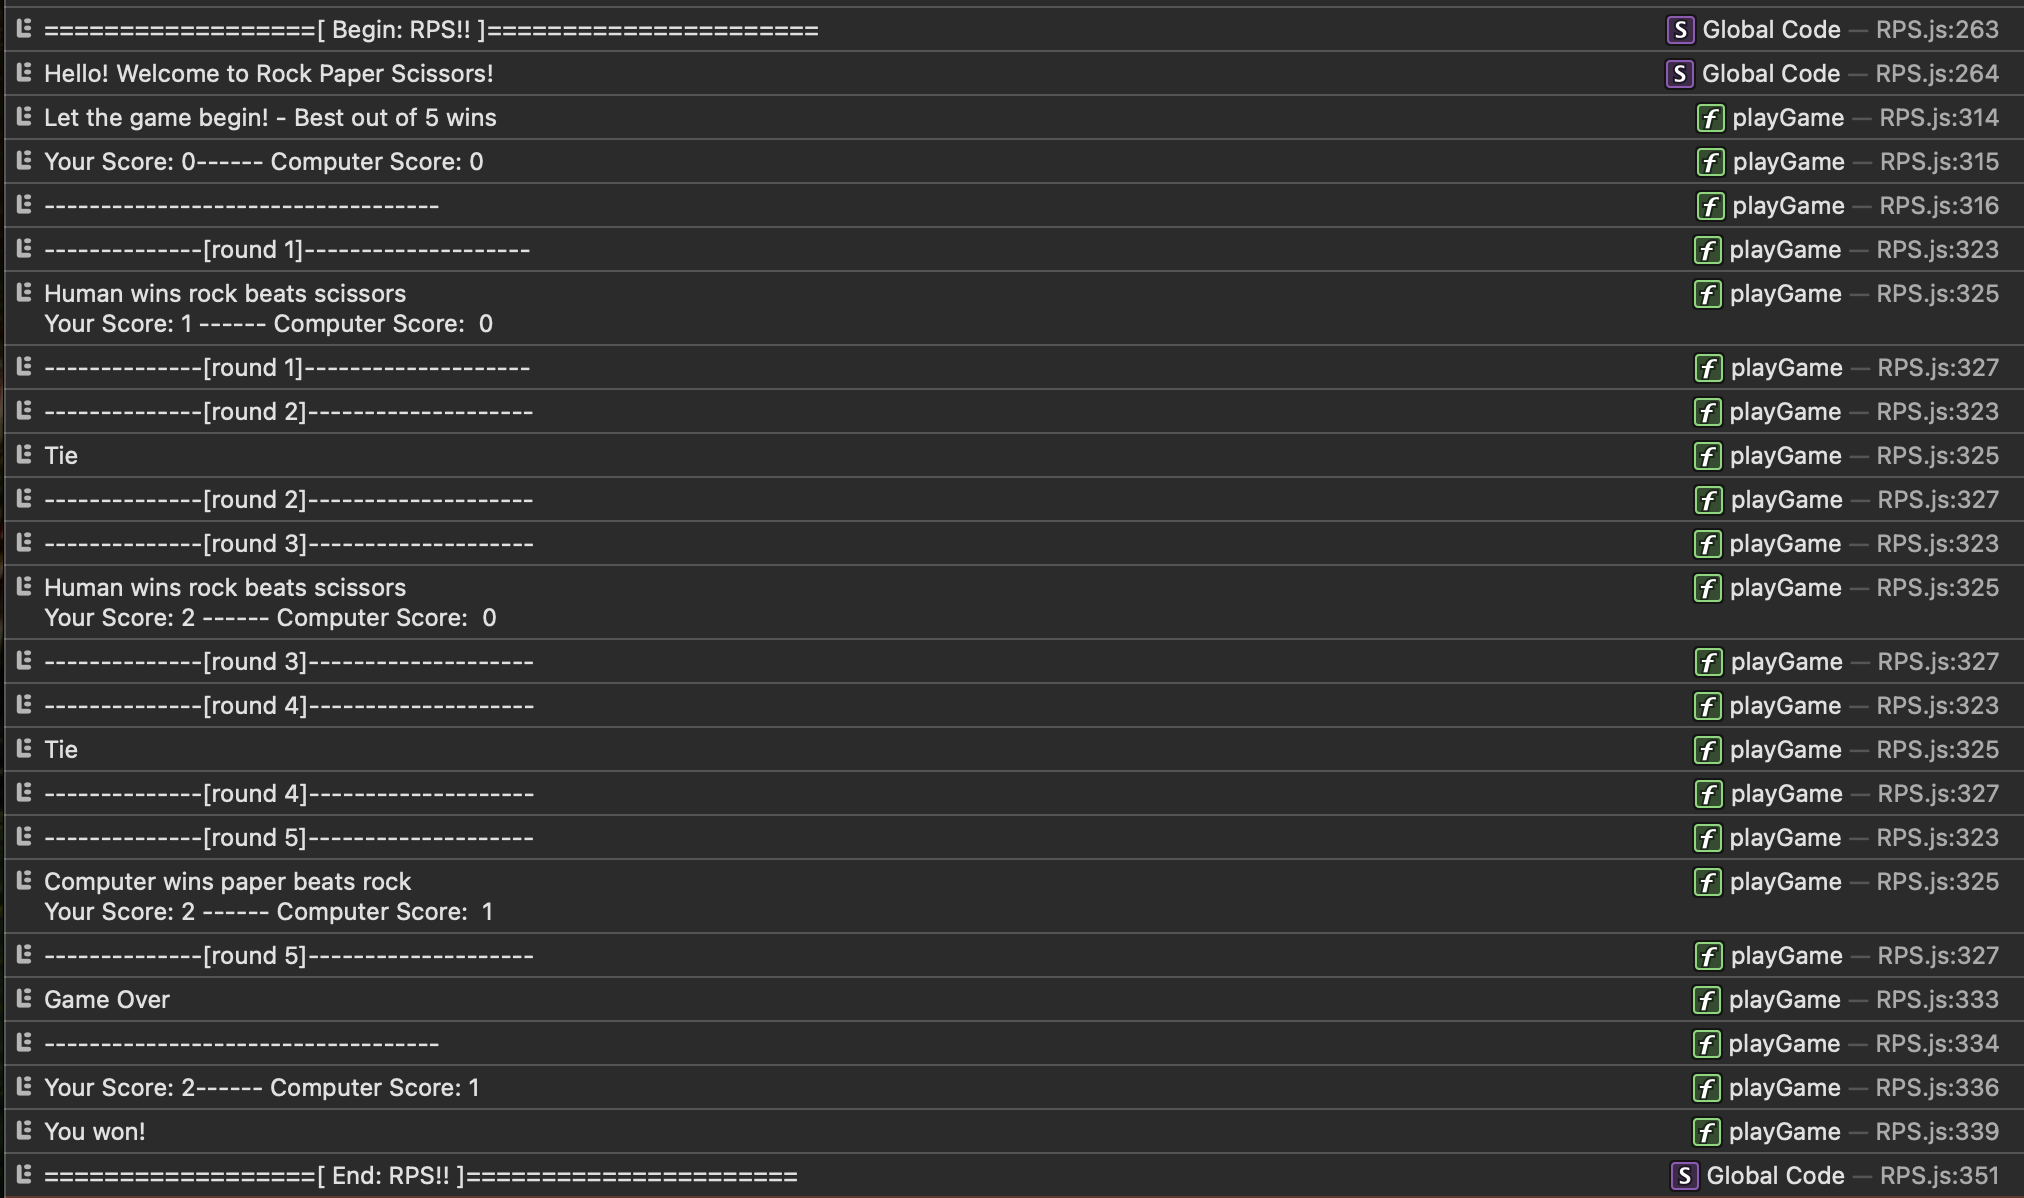 ==================[ Begin: RPS!! ]====================== S Global Code — RPS.js:263
Hello! Welcome to Rock Paper Scissors! S Global Code — RPS.js:264
Let the game begin! - Best out of 5 wins f playGame — RPS.js:314
Your Score: 0------ Computer Score: 0 f playGame — RPS.js:315
----------------------------------- f playGame — RPS.js:316
--------------[round 1]-------------------- f playGame — RPS.js:323
Human wins rock beats scissors f playGame — RPS.js:325
Your Score: 1 ------ Computer Score:  0
--------------[round 1]-------------------- f playGame — RPS.js:327
--------------[round 2]-------------------- f playGame — RPS.js:323
Tie f playGame — RPS.js:325
--------------[round 2]-------------------- f playGame — RPS.js:327
--------------[round 3]-------------------- f playGame — RPS.js:323
Human wins rock beats scissors f playGame — RPS.js:325
Your Score: 2 ------ Computer Score:  0
--------------[round 3]-------------------- f playGame — RPS.js:327
--------------[round 4]-------------------- f playGame — RPS.js:323
Tie f playGame — RPS.js:325
--------------[round 4]-------------------- f playGame — RPS.js:327
--------------[round 5]-------------------- f playGame — RPS.js:323
Computer wins paper beats rock f playGame — RPS.js:325
Your Score: 2 ------ Computer Score:  1
--------------[round 5]-------------------- f playGame — RPS.js:327
Game Over f playGame — RPS.js:333
----------------------------------- f playGame — RPS.js:334
Your Score: 2------ Computer Score: 1 f playGame — RPS.js:336
You won! f playGame — RPS.js:339
==================[ End: RPS!! ]====================== S Global Code — RPS.js:351